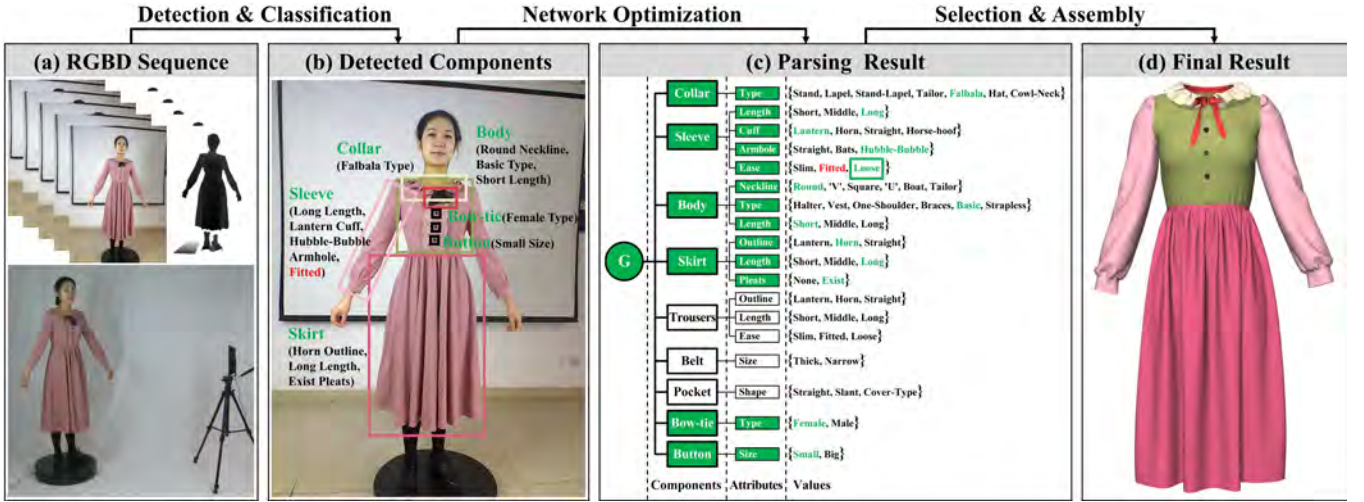 Detection & Classification
Network Optimization
Selection & Assembly
(a) RGBD Sequence
(b) Detected Components
Collar
(Falbala Type)
Body
(Round Neckline,
Basic Type,
Short Length)
Sleeve
(Long Length,
Lantern Cuff,
Hubble-Bubble
Armhole,
Fitted)
Bow-tie(Female Type)
Button(Small Size)
Skirt
(Horn Outline,
Long Length,
Exist Pleats)
(c) Parsing Result
G
Collar Type {Stand, Lapel, Stand-Lapel, Tailor, Falbala, Hat, Cowl-Neck}
Sleeve
Length {Short, Middle, Long}
Cuff {Lantern, Horn, Straight, Horse-hoof}
Armhole {Straight, Bats, Hubble-Bubble}
Ease {Slim, Fitted, Loose}
Body
Neckline {Round, 'V', Square, 'U', Boat, Tailor}
Type {Halter, Vest, One-Shoulder, Braces, Basic, Strapless}
Length {Short, Middle, Long}
Skirt
Outline {Lantern, Horn, Straight}
Length {Short, Middle, Long}
Pleats {None, Exist}
Trousers
Outline {Lantern, Horn, Straight}
Length {Short, Middle, Long}
Ease {Slim, Fitted, Loose}
Belt Size {Thick, Narrow}
Pocket Shape {Straight, Slant, Cover-Type}
Bow-tie Type {Female, Male}
Button Size {Small, Big}
Components Attributes Values
(d) Final Result